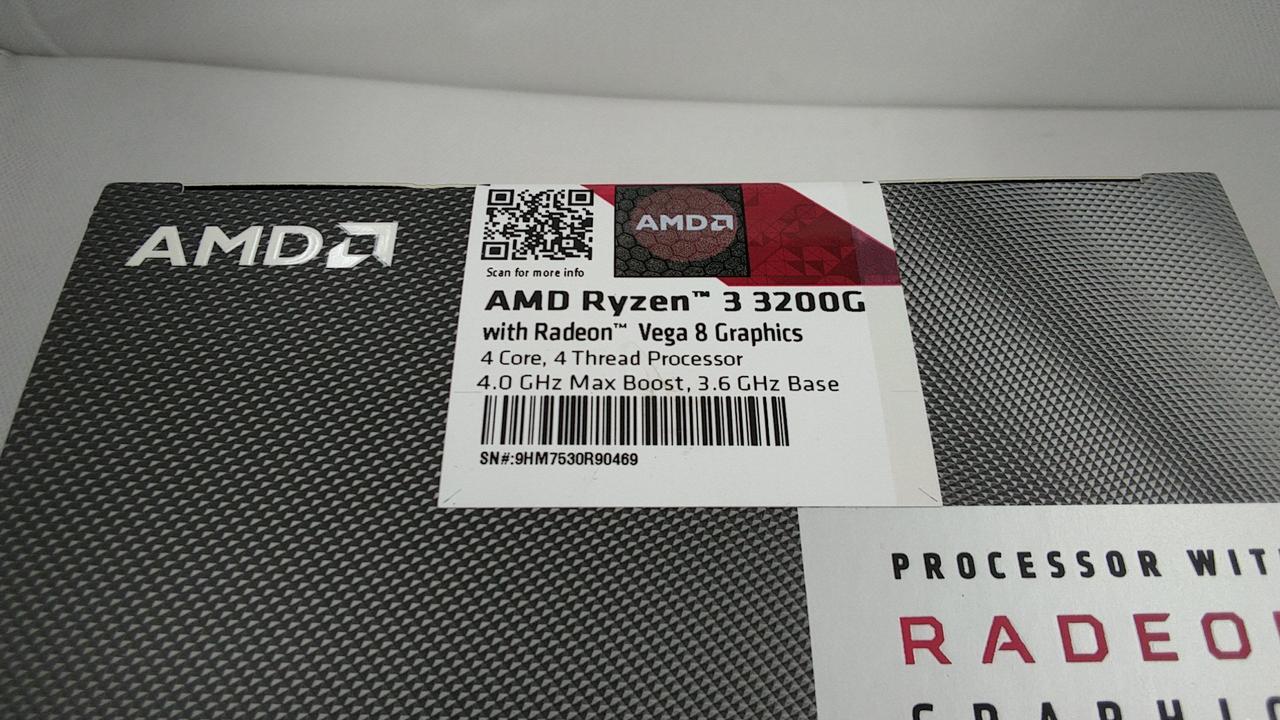 AMD
AMD
Scan for more info
AMD Ryzen™ 3 3200G
with Radeon™ Vega 8 Graphics
4 Core, 4 Thread Processor
4.0 GHz Max Boost, 3.6 GHz Base
SN#:9HM7530R90469
PROCESSOR WIT
RADEO
GRAPHIC